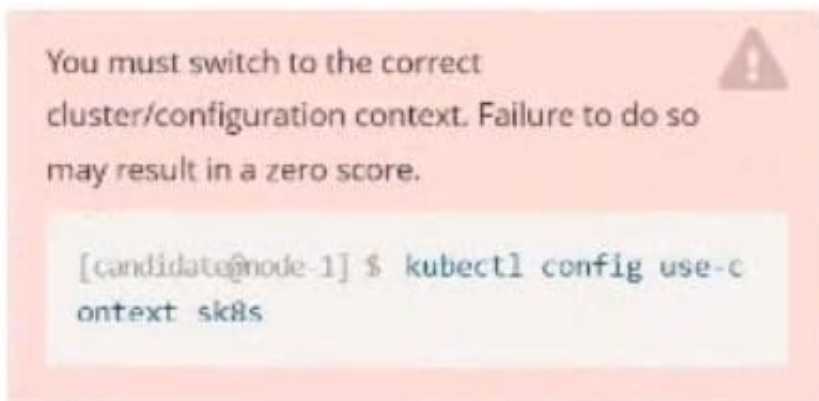 You must switch to the correct
cluster/configuration context. Failure to do so
may result in a zero score.
[candidate@node-1] $ kubectl config use-c
ontext sk8s